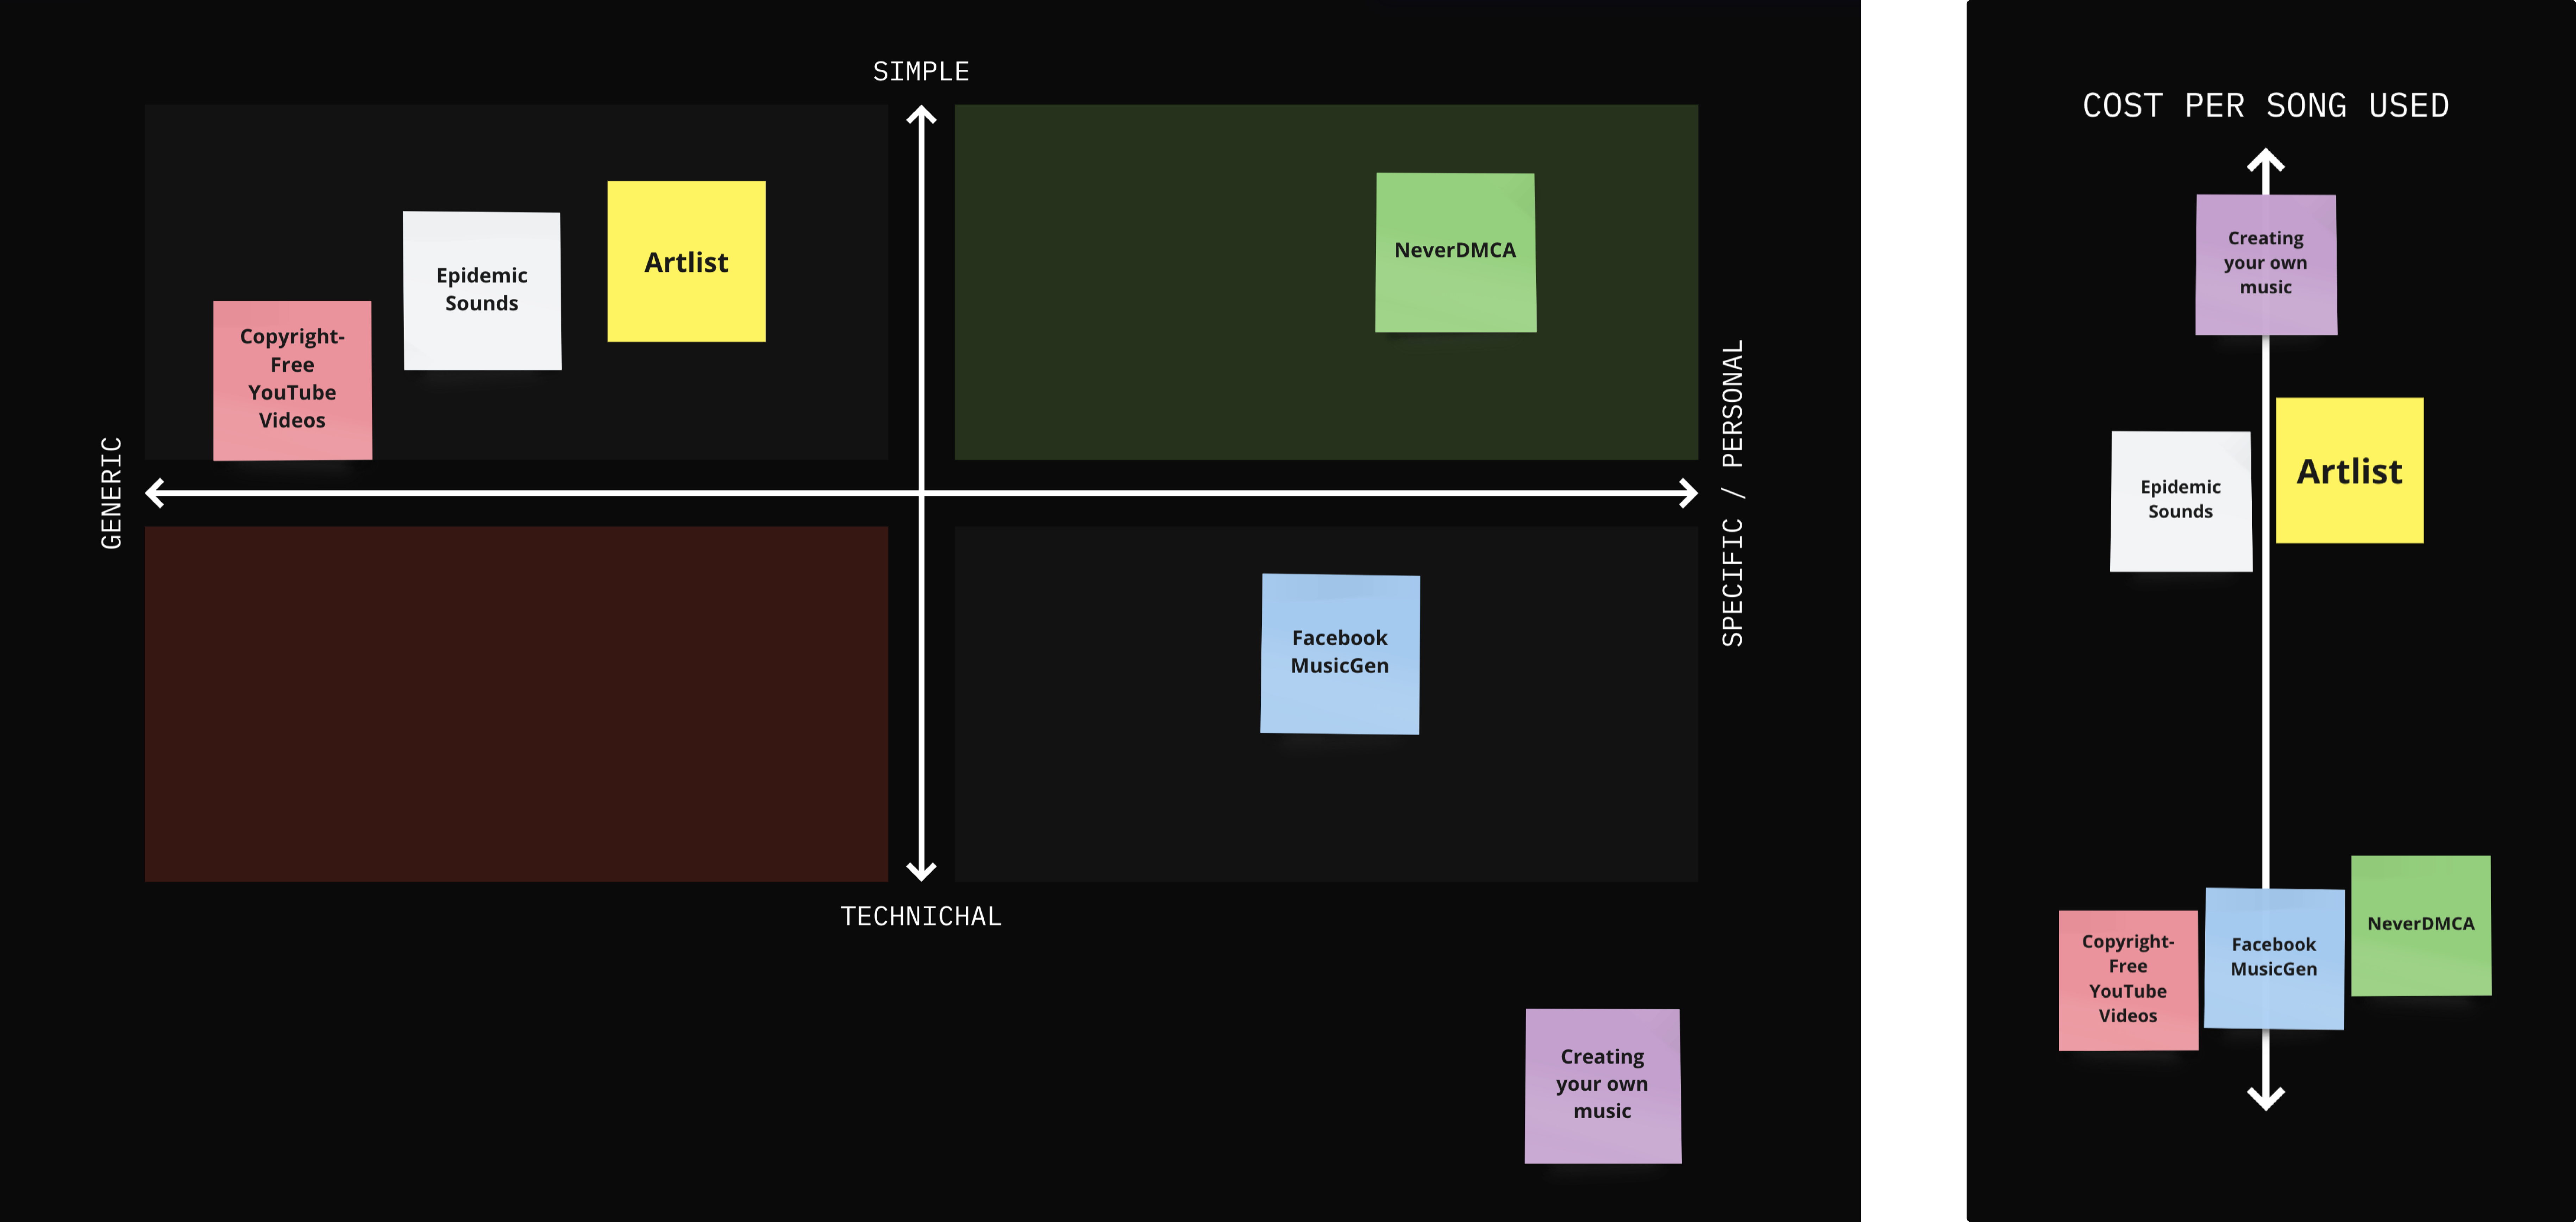 SIMPLE
Artlist
Epidemic
Sounds
Copyright-
Free
YouTube
Videos
NeverDMCA
GENERIC
SPECIFIC / PERSONAL
Facebook
MusicGen
TECHNICHAL
Creating
your own
music
COST PER SONG USED
Creating
your own
music
Artlist
Epidemic
Sounds
Copyright-
Free
YouTube
Videos
Facebook
MusicGen
NeverDMCA